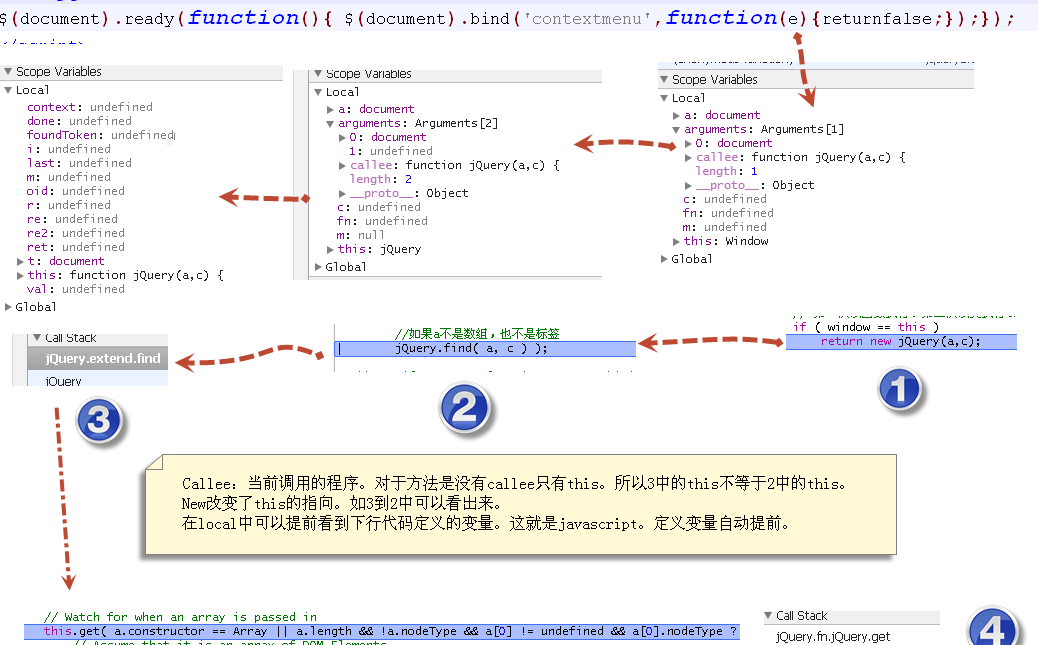 $(document).ready(function(){ $(document).bind('contextmenu',function(e){returnfalse;});});
Scope Variables
Local
context: undefined
done: undefined
foundToken: undefined
i: undefined
last: undefined
m: undefined
oid: undefined
r: undefined
re: undefined
re2: undefined
ret: undefined
t: document
this: function jQuery(a,c) {
val: undefined
Global
Scope Variables
Local
a: document
arguments: Arguments[2]
0: document
1: undefined
callee: function jQuery(a,c) {
length: 2
__proto__: Object
c: undefined
fn: undefined
m: null
this: jQuery
Global
Scope Variables
Local
a: document
arguments: Arguments[1]
0: document
callee: function jQuery(a,c) {
length: 1
__proto__: Object
c: undefined
fn: undefined
m: undefined
this: Window
Global
if ( window == this )
return new jQuery(a,c);
1
//如果a不是数组，也不是标签
jQuery.find( a, c ) );
2
Call Stack
jQuery.extend.find
jQuery
3
Callee：当前调用的程序。对于方法是没有callee只有this。所以3中的this不等于2中的this。
New改变了this的指向。如3到2中可以看出来。
在local中可以提前看到下行代码定义的变量。这就是javascript。定义变量自动提前。
// Watch for when an array is passed in
this.get( a.constructor == Array || a.length && !a.nodeType && a[0] != undefined && a[0].nodeType ?
// Assume that it is an array of DOM Elements
Call Stack
jQuery.fn.jQuery.get
4